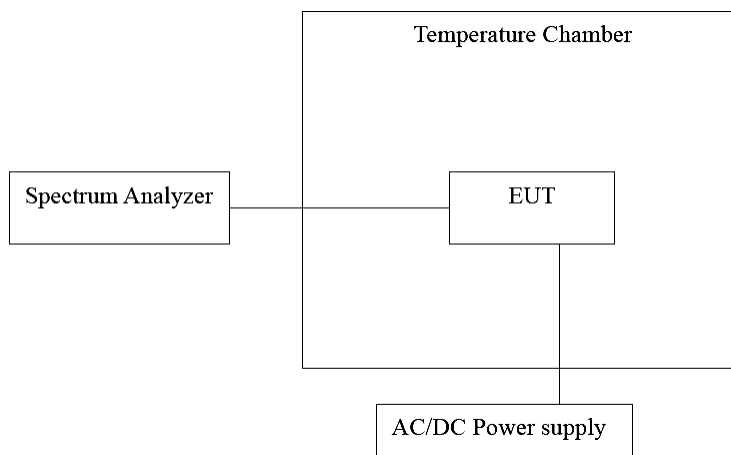 Temperature Chamber
Spectrum Analyzer
EUT
AC/DC Power supply